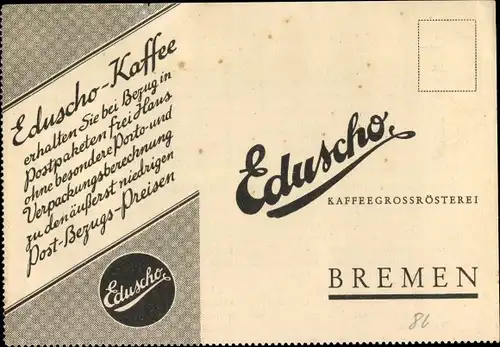 Eduscho-Kaffee
erhalten Sie bei Bezug in
Postpaketen frei Haus
ohne besondere Porto- und
Verpackungsberechnung
zu den äußerst niedrigen
Post-Bezugs-Preisen
Eduscho
Eduscho
KAFFEEGROSSRÖSTEREI
BREMEN
86